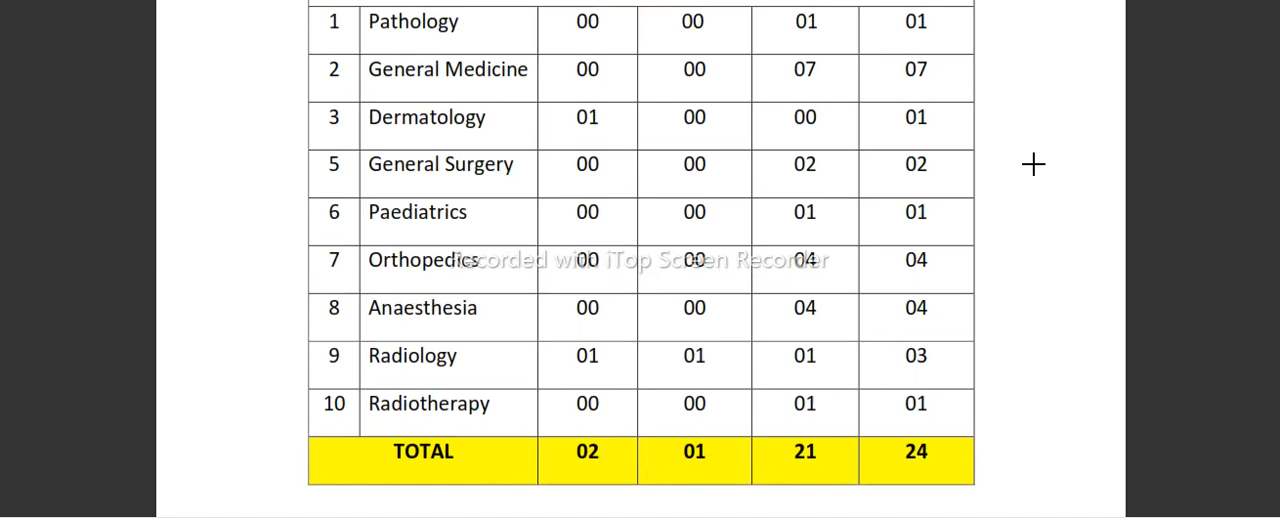 1 Pathology 00 00 01 01
2 General Medicine 00 00 07 07
3 Dermatology 01 00 00 01
5 General Surgery 00 00 02 02
6 Paediatrics 00 00 01 01
7 Orthopedics 00 00 04 04
Recorded with iTop Screen Recorder
8 Anaesthesia 00 00 04 04
9 Radiology 01 01 01 03
10 Radiotherapy 00 00 01 01
TOTAL 02 01 21 24